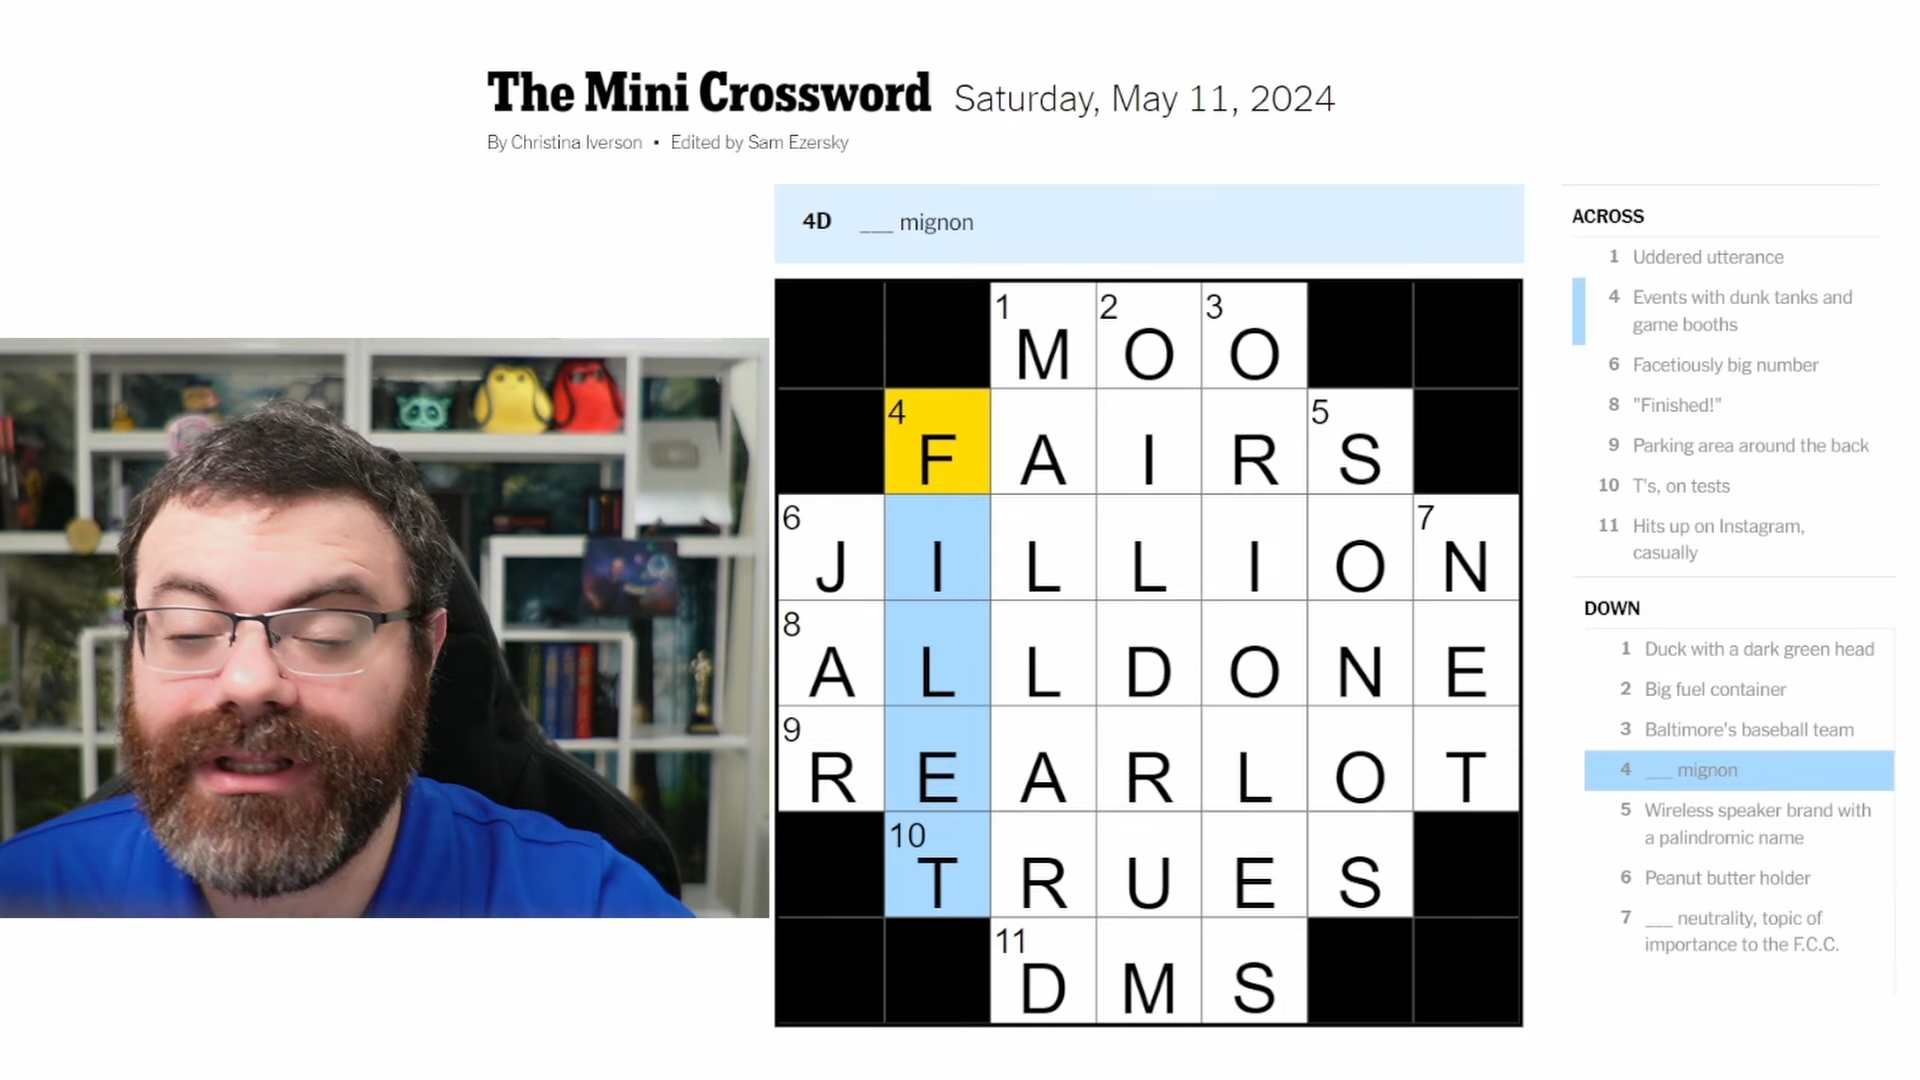 The Mini Crossword Saturday, May 11, 2024
By Christina Iverson • Edited by Sam Ezersky
4D ___ mignon
1 M 2 O 3 O
4 F A I R 5 S
6 J I L L I O 7 N
8 A L L D O N E
9 R E A R L O T
10 T R U E S
11 D M S
ACROSS
1 Uddered utterance
4 Events with dunk tanks and
game booths
6 Facetiously big number
8 "Finished!"
9 Parking area around the back
10 T's, on tests
11 Hits up on Instagram,
casually
DOWN
1 Duck with a dark green head
2 Big fuel container
3 Baltimore's baseball team
4 ___ mignon
5 Wireless speaker brand with
a palindromic name
6 Peanut butter holder
7 ___ neutrality, topic of
importance to the F.C.C.